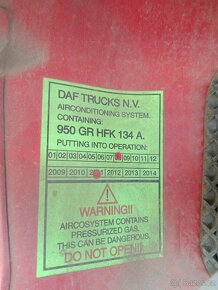 DAF TRUCKS N.V.
AIRCONDITIONING SYSTEM.
CONTAINING:
950 GR HFK 134 A.
PUTTING INTO OPERATION:
01 02 03 04 05 06 07 09 10 11 12
2009 2010 2011 2012 2013 2014
WARNING!!
AIRCOSYSTEM CONTAINS
PRESSURIZED GAS.
THIS CAN BE DANGEROUS.
DO NOT OPEN!!